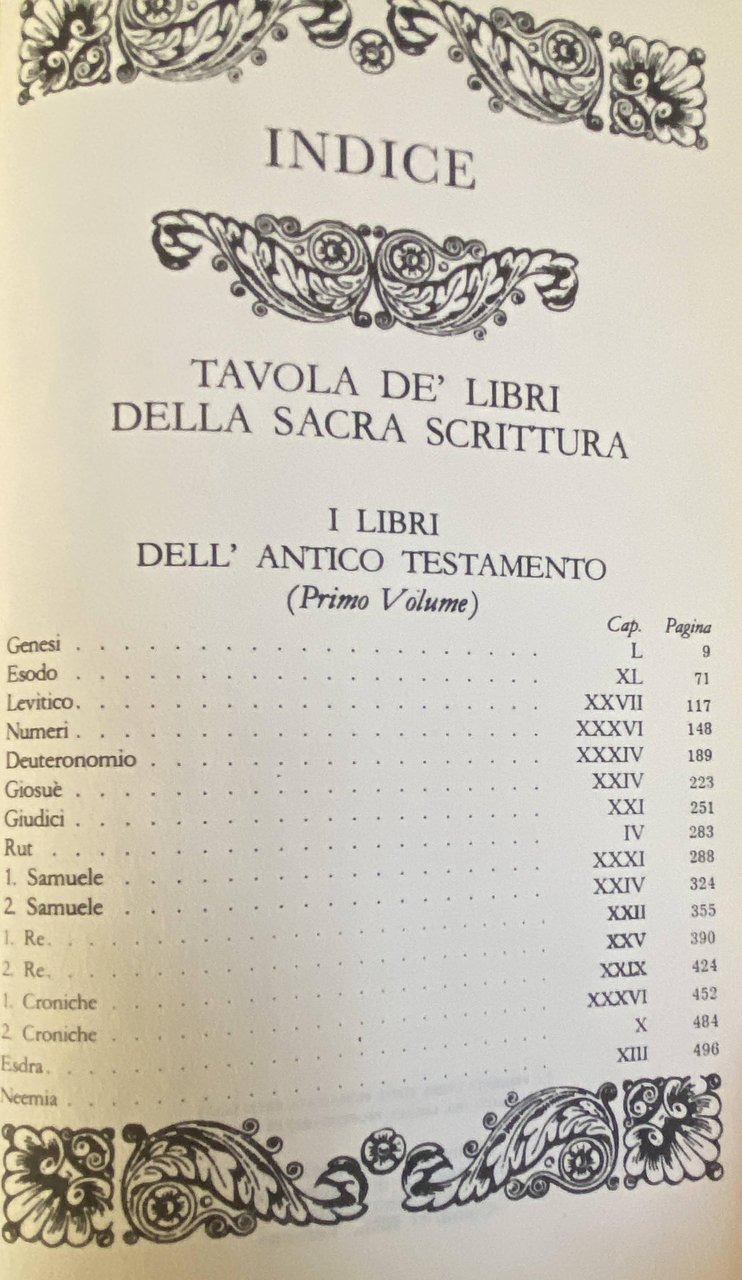 INDICE
TAVOLA DE' LIBRI
DELLA SACRA SCRITTURA
I LIBRI
DELL' ANTICO TESTAMENTO
(Primo Volume)
Cap. Pagina
Genesi . . . . . . . . . . . . . . . . . . . L 9
Esodo . . . . . . . . . . . . . . . . . . . XL 71
Levitico. . . . . . . . . . . . . . . . . . . XXVII 117
Numeri . . . . . . . . . . . . . . . . . . . XXXVI 148
Deuteronomio . . . . . . . . . . . . . . . . XXXIV 189
Giosuè . . . . . . . . . . . . . . . . . . . XXIV 223
Giudici . . . . . . . . . . . . . . . . . . . XXI 251
Rut . . . . . . . . . . . . . . . . . . . . IV 283
1. Samuele . . . . . . . . . . . . . . . . . XXXI 288
2. Samuele . . . . . . . . . . . . . . . . . XXIV 324
1. Re. . . . . . . . . . . . . . . . . . . . XXII 355
2. Re. . . . . . . . . . . . . . . . . . . . XXV 390
1. Croniche . . . . . . . . . . . . . . . . . XXIX 424
2. Croniche . . . . . . . . . . . . . . . . . XXXVI 452
Esdra. . . . . . . . . . . . . . . . . . . . X 484
Neemia . . . . . . . . . . . . . . . . . . . XIII 496